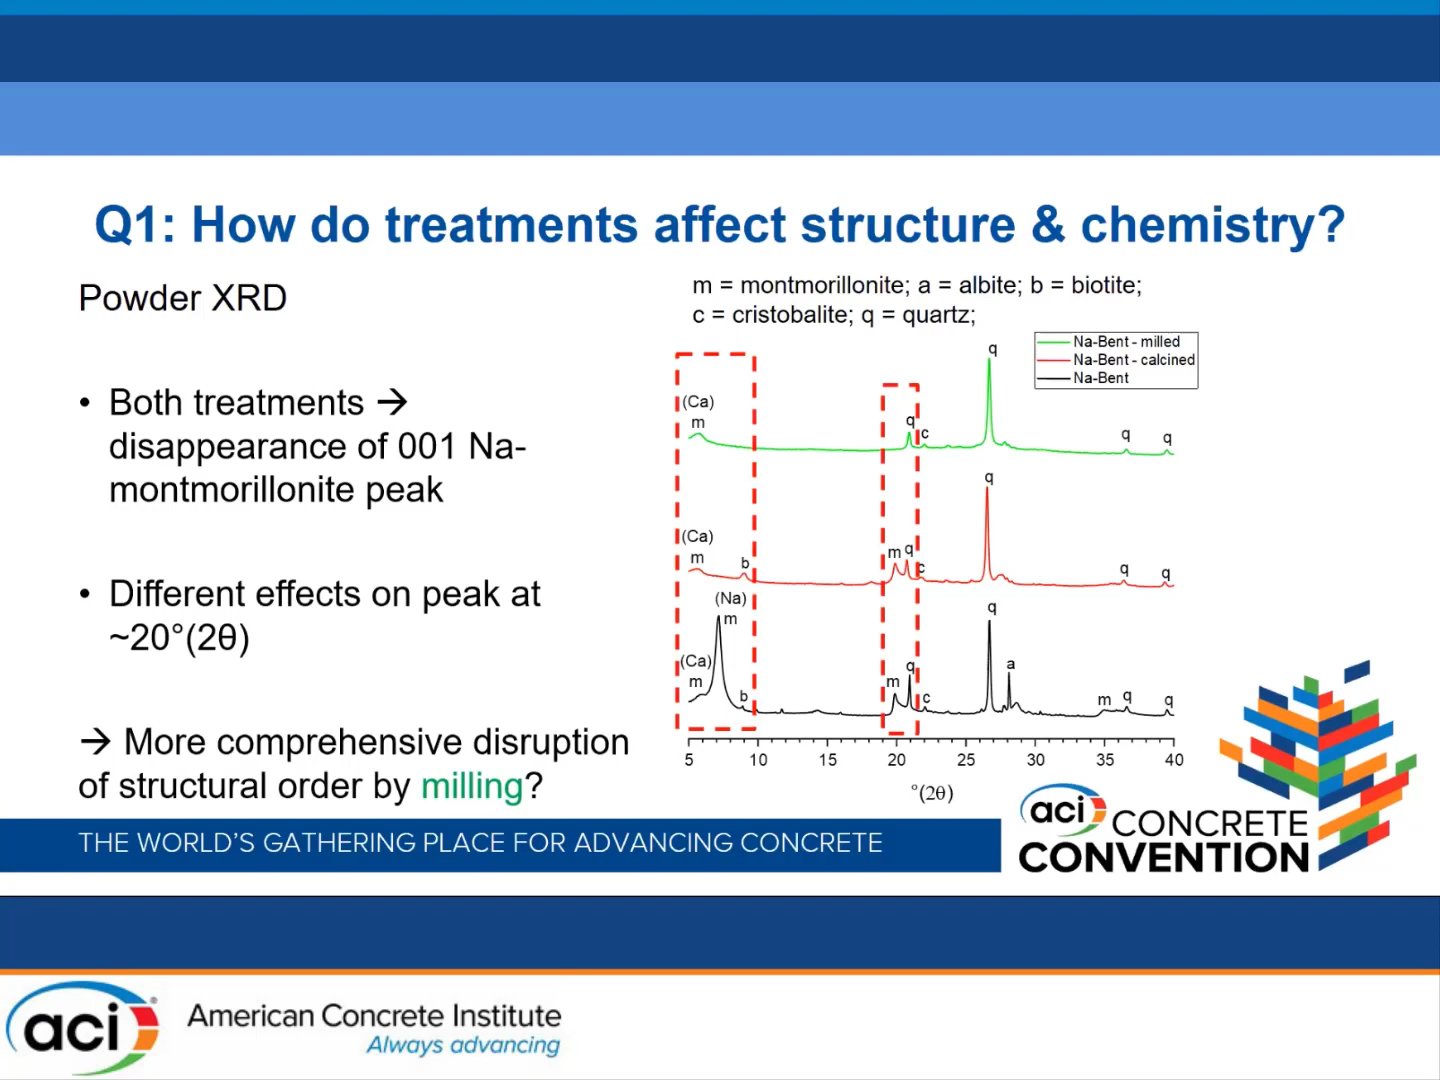 Q1: How do treatments affect structure & chemistry?
Powder XRD
• Both treatments →
disappearance of 001 Na-
montmorillonite peak
• Different effects on peak at
~20°(2θ)
→ More comprehensive disruption
of structural order by milling?
m = montmorillonite; a = albite; b = biotite;
c = cristobalite; q = quartz;
Na-Bent - milled
Na-Bent - calcined
Na-Bent
(Ca)
m
q
c
q
q
q
(Ca)
m
b
m
q
c
q
q
q
(Na)
m
(Ca)
m
b
m
q
c
q
a
m
q
q
5 10 15 20 25 30 35 40
°(2θ)
THE WORLD'S GATHERING PLACE FOR ADVANCING CONCRETE
aci CONCRETE
CONVENTION
aci®
American Concrete Institute
Always advancing